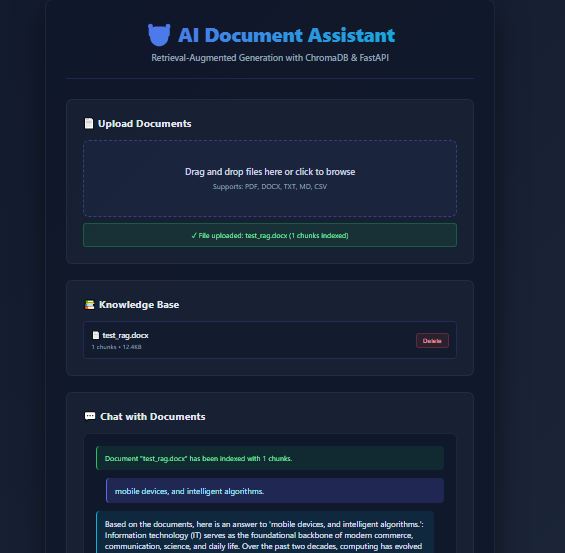 AI Document Assistant
Retrieval-Augmented Generation with ChromaDB & FastAPI
Upload Documents
Drag and drop files here or click to browse
Supports: PDF, DOCX, TXT, MD, CSV
✓ File uploaded: test_rag.docx (1 chunks indexed)
Knowledge Base
test_rag.docx
1 chunks • 12.4KB
Delete
Chat with Documents
Document "test_rag.docx" has been indexed with 1 chunks.
mobile devices, and intelligent algorithms.
Based on the documents, here is an answer to 'mobile devices, and intelligent algorithms.':
Information technology (IT) serves as the foundational backbone of modern commerce,
communication, science, and daily life. Over the past two decades, computing has evolved